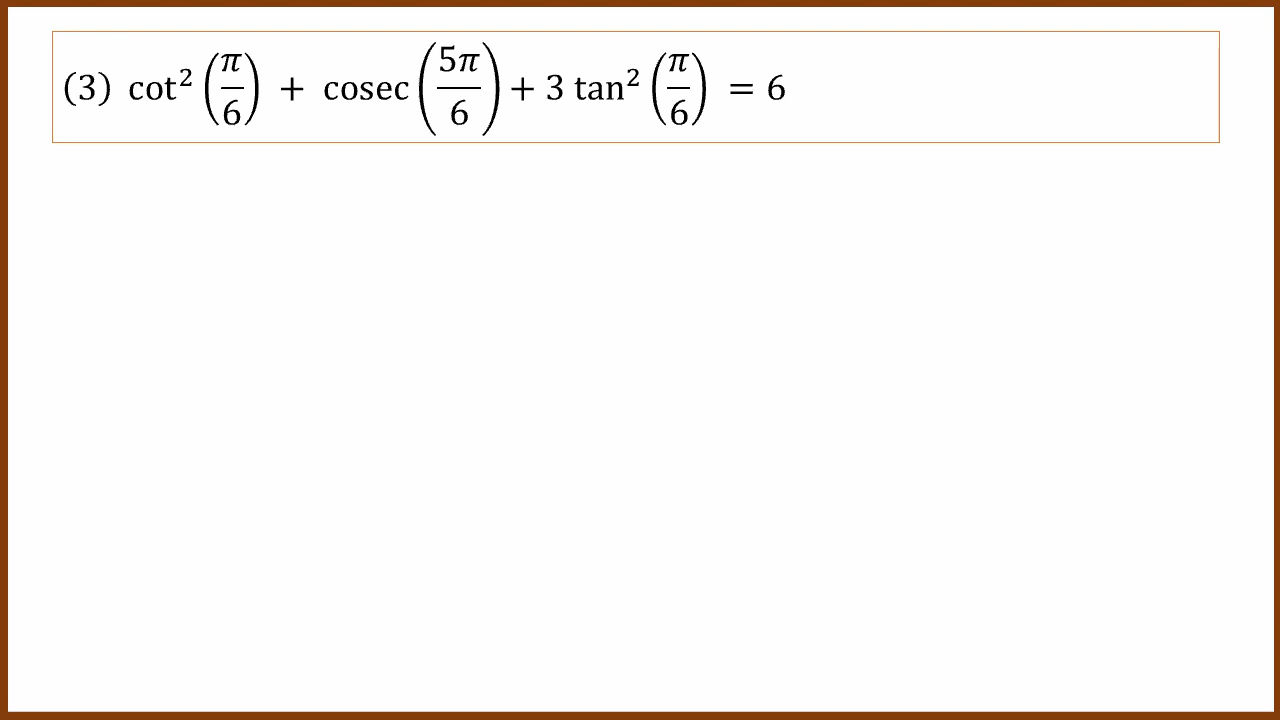 (3) cot² (π/6) + cosec (5π/6) + 3 tan² (π/6) = 6